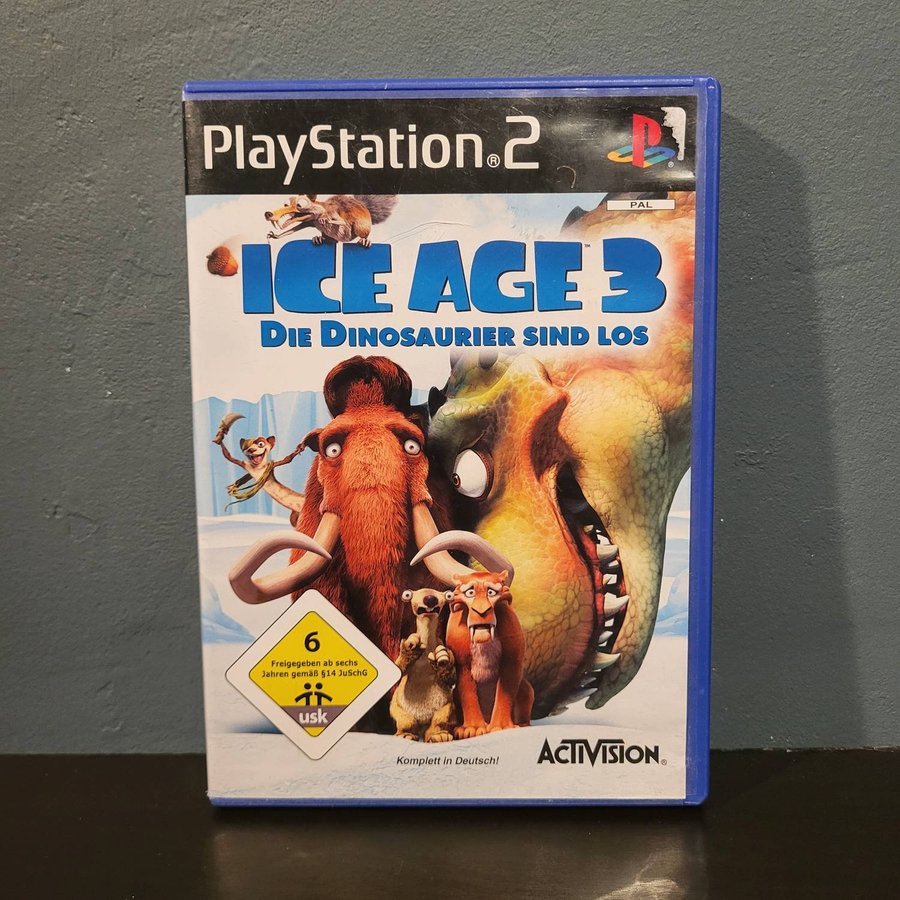 PlayStation®2
PAL
ICE AGE™ 3
DIE DINOSAURIER SIND LOS
6
Freigegeben ab sechs
Jahren gemäß §14 JuSchG
usk
Komplett in Deutsch!
ACTIVISION®